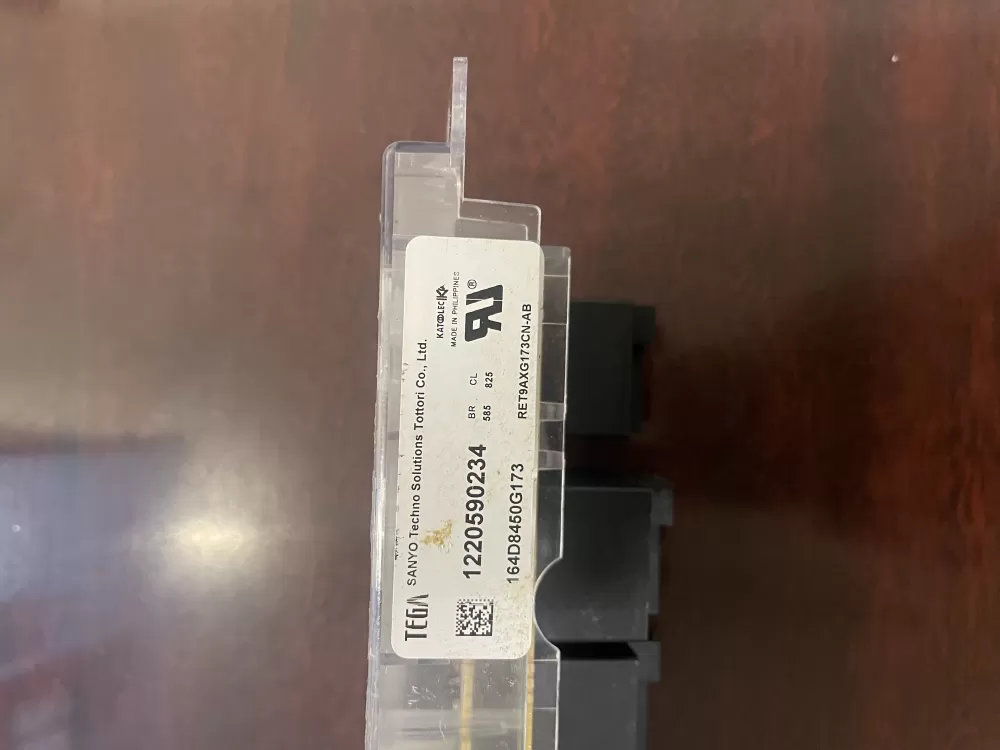 TEGA SANYO Techno Solutions Tottori Co., Ltd.
KATOLEC
MADE IN PHILIPPINES
1220590234
BR CL
585 825
164D8450G173
RET9AXG173CN-AB